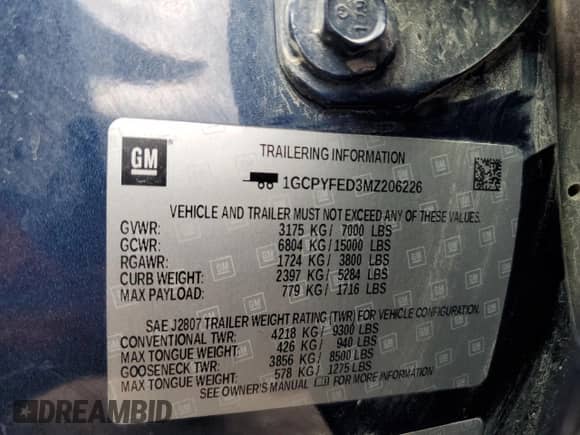 GM
TRAILERING INFORMATION
1GCPYFED3MZ206226
VEHICLE AND TRAILER MUST NOT EXCEED ANY OF THESE VALUES.
GVWR: 3175 KG / 7000 LBS
GCWR: 6804 KG / 15000 LBS
RGAWR: 1724 KG / 3800 LBS
CURB WEIGHT: 2397 KG / 5284 LBS
MAX PAYLOAD: 779 KG / 1716 LBS
SAE J2807 TRAILER WEIGHT RATING (TWR) FOR VEHICLE CONFIGURATION.
CONVENTIONAL TWR: 4218 KG / 9300 LBS
MAX TONGUE WEIGHT: 426 KG / 940 LBS
GOOSENECK TWR: 3856 KG / 8500 LBS
MAX TONGUE WEIGHT: 578 KG / 1275 LBS
SEE OWNER'S MANUAL FOR MORE INFORMATION
DREAMBID